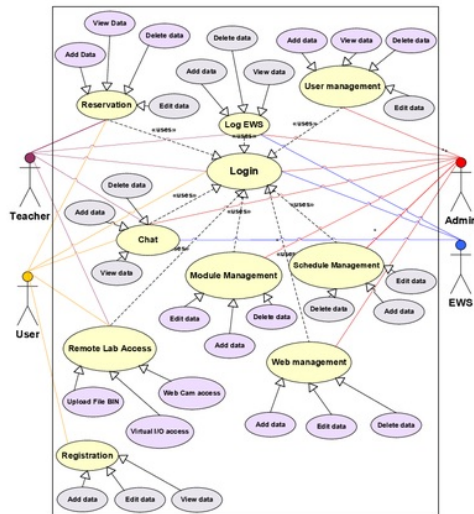 View Data
Add Data
Delete data
Reservation
Edit data
Delete data
Add data
View data
Log EWS
Add data
View data
Delete data
User management
Edit data
«uses»
«uses»
«uses»
Login
Teacher
Admin
Delete data
«uses»
«uses»
«uses»
Add data
Chat
View data
«uses»
EWS
User
Module Management
Edit data
Add data
Delete data
Schedule Management
Delete data
Edit data
Add data
Remote Lab Access
Upload File BIN
Web Cam access
Virtual I/O access
Web management
Add data
Edit data
Delete data
Registration
Add data
Edit data
View data